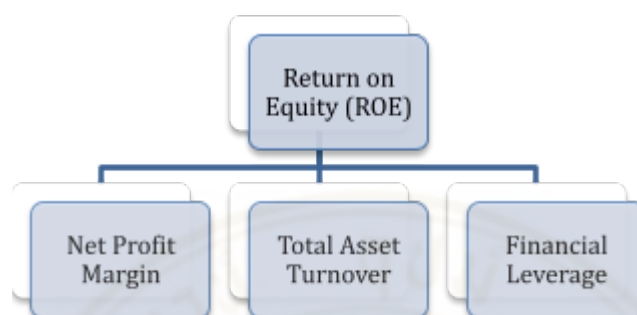 Return on
Equity (ROE)
Net Profit
Margin
Total Asset
Turnover
Financial
Leverage